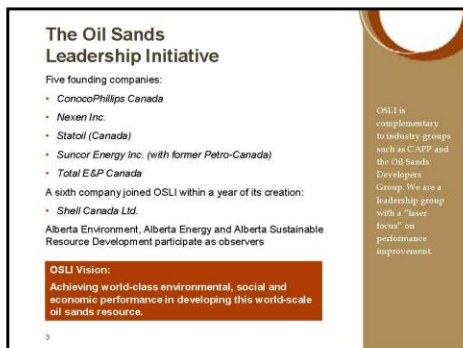 The Oil Sands
Leadership Initiative
Five founding companies:
• ConocoPhillips Canada
• Nexen Inc.
• Statoil (Canada)
• Suncor Energy Inc. (with former Petro-Canada)
• Total E&P Canada
A sixth company joined OSLI within a year of its creation:
• Shell Canada Ltd.
Alberta Environment, Alberta Energy and Alberta Sustainable
Resource Development participate as observers
OSLI Vision:
Achieving world-class environmental, social and
economic performance in developing this world-scale
oil sands resource.
3
OSLI is
complementary
to industry groups
such as CAPP and
the Oil Sands
Developers
Group. We are a
leadership group
with a "laser
focus" on
performance
improvement.